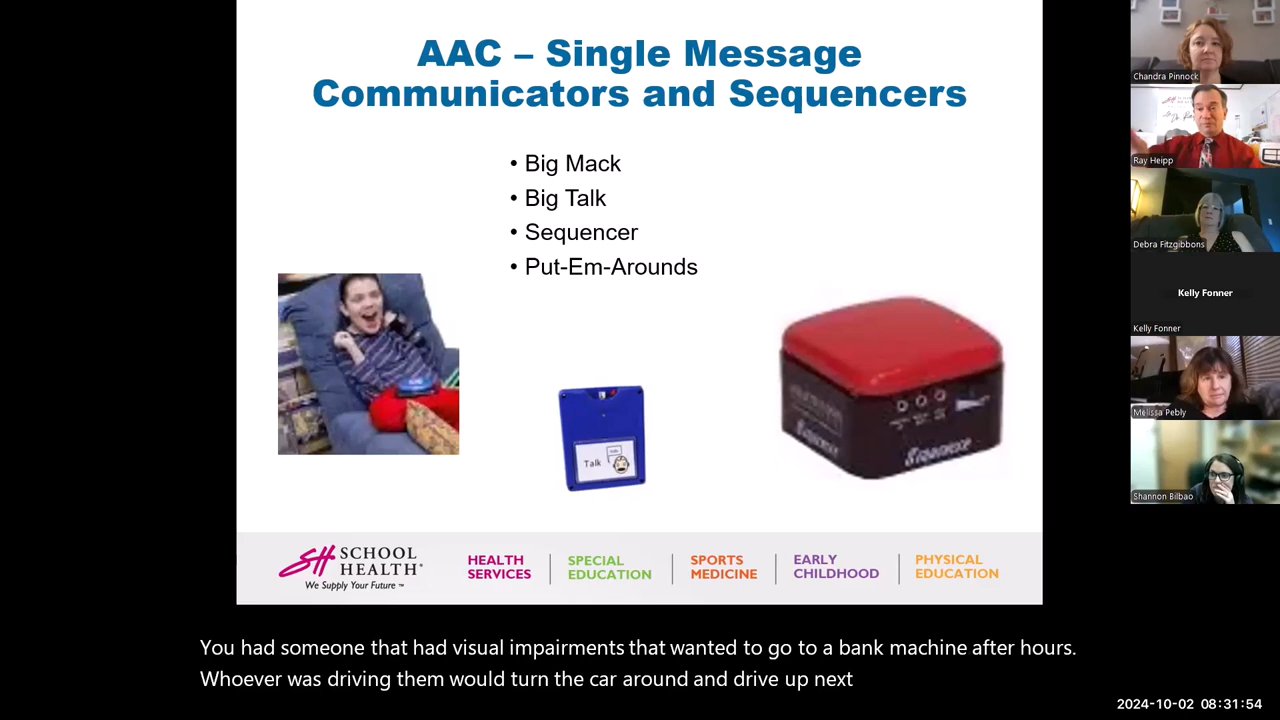 AAC – Single Message
Communicators and Sequencers
• Big Mack
• Big Talk
• Sequencer
• Put-Em-Arounds
Talk
SH SCHOOL
HEALTH®
We Supply Your Future ™
HEALTH
SERVICES
SPECIAL
EDUCATION
SPORTS
MEDICINE
EARLY
CHILDHOOD
PHYSICAL
EDUCATION
Chandra Pinnock
Ray Heipp
Debra Fitzgibbons
Kelly Fonner
Kelly Fonner
Melissa Pebly
Shannon Bilbao
You had someone that had visual impairments that wanted to go to a bank machine after hours.
Whoever was driving them would turn the car around and drive up next
2024-10-02 08:31:54